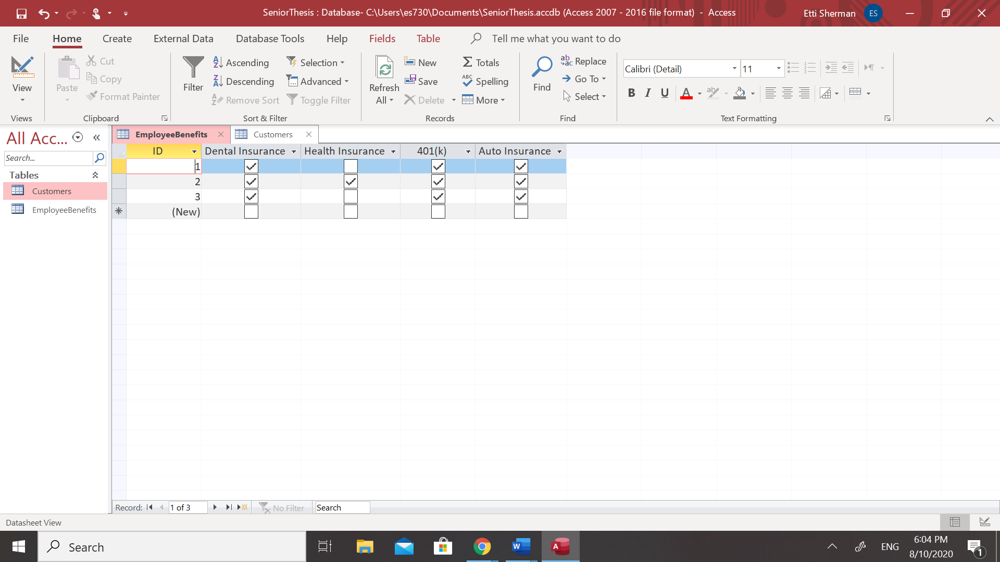 SeniorThesis : Database- C:\Users\es730\Documents\SeniorThesis.accdb (Access 2007 - 2016 file format) - Access
Etti Sherman ES
File Home Create External Data Database Tools Help Fields Table Tell me what you want to do
View
Views
Paste
Cut
Copy
Format Painter
Clipboard
Filter
Ascending
Descending
Remove Sort
Selection
Advanced
Toggle Filter
Sort & Filter
Refresh
All
New
Save
Delete
Totals
Spelling
More
Records
Find
Replace
Go To
Select
Find
Calibri (Detail) 11
B I U A
Text Formatting
All Acc...
Search...
Tables
Customers
EmployeeBenefits
EmployeeBenefits Customers
ID Dental Insurance Health Insurance 401(k) Auto Insurance
1
2
3
(New)
Record: 1 of 3 No Filter Search
Datasheet View
Search
ENG
6:04 PM
8/10/2020
1